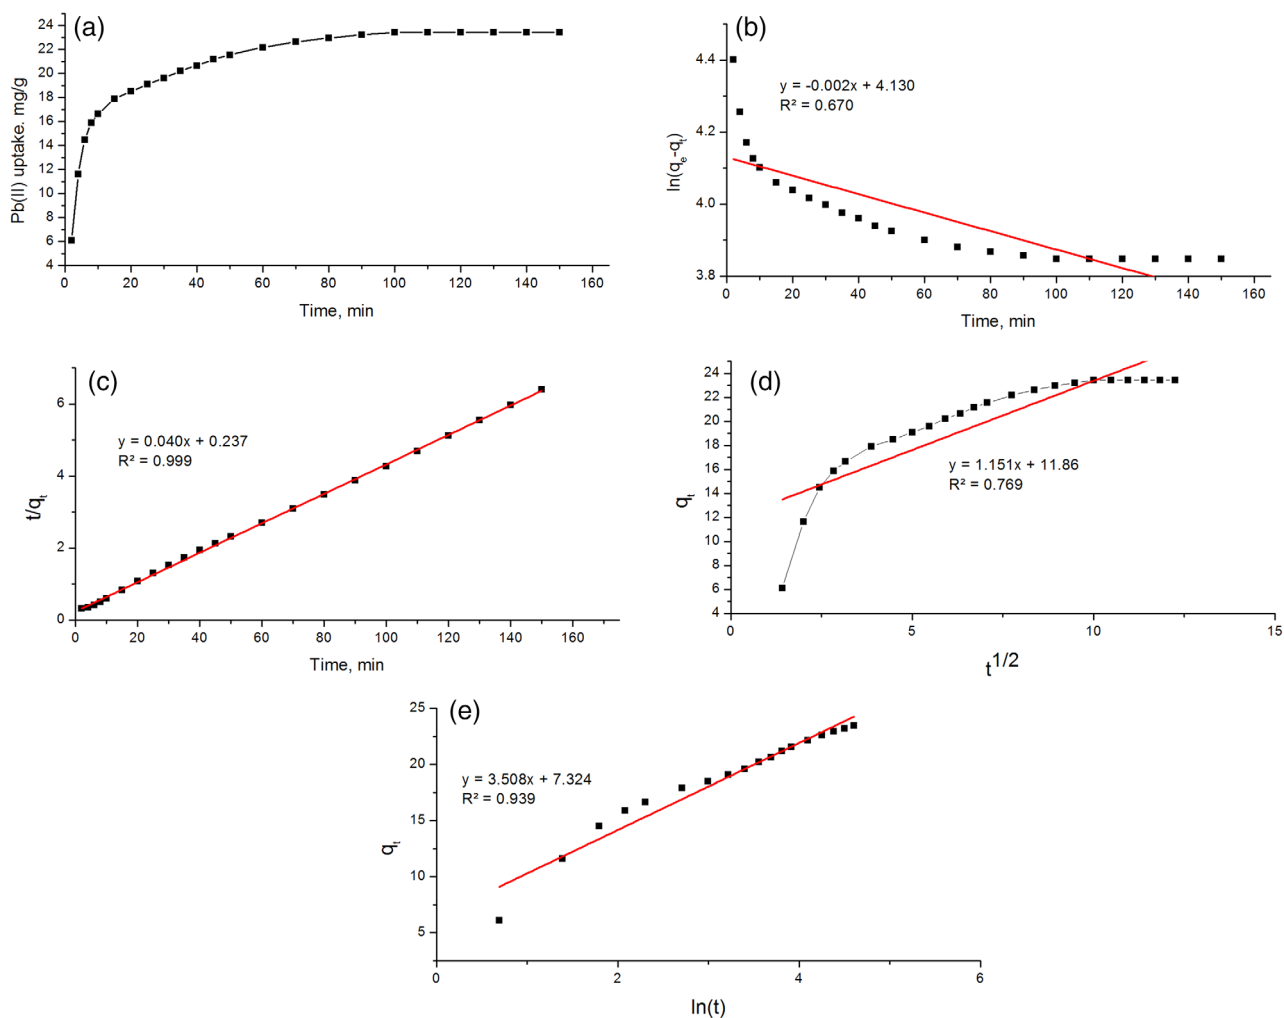 (a)
24
22
20
18
16
14
12
10
8
6
4
Pb(II) uptake. mg/g
0 20 40 60 80 100 120 140 160
Time, min
(b)
4.4
4.2
4.0
3.8
ln(qe-qt)
y = -0.002x + 4.130
R² = 0.670
0 20 40 60 80 100 120 140 160
Time, min
(c)
6
4
2
0
t/qt
y = 0.040x + 0.237
R² = 0.999
0 20 40 60 80 100 120 140 160
Time, min
(d)
24
22
20
18
16
14
12
10
8
6
4
qt
y = 1.151x + 11.86
R² = 0.769
0 5 10 15
t1/2
(e)
25
20
15
10
5
qt
y = 3.508x + 7.324
R² = 0.939
0 2 4 6
ln(t)